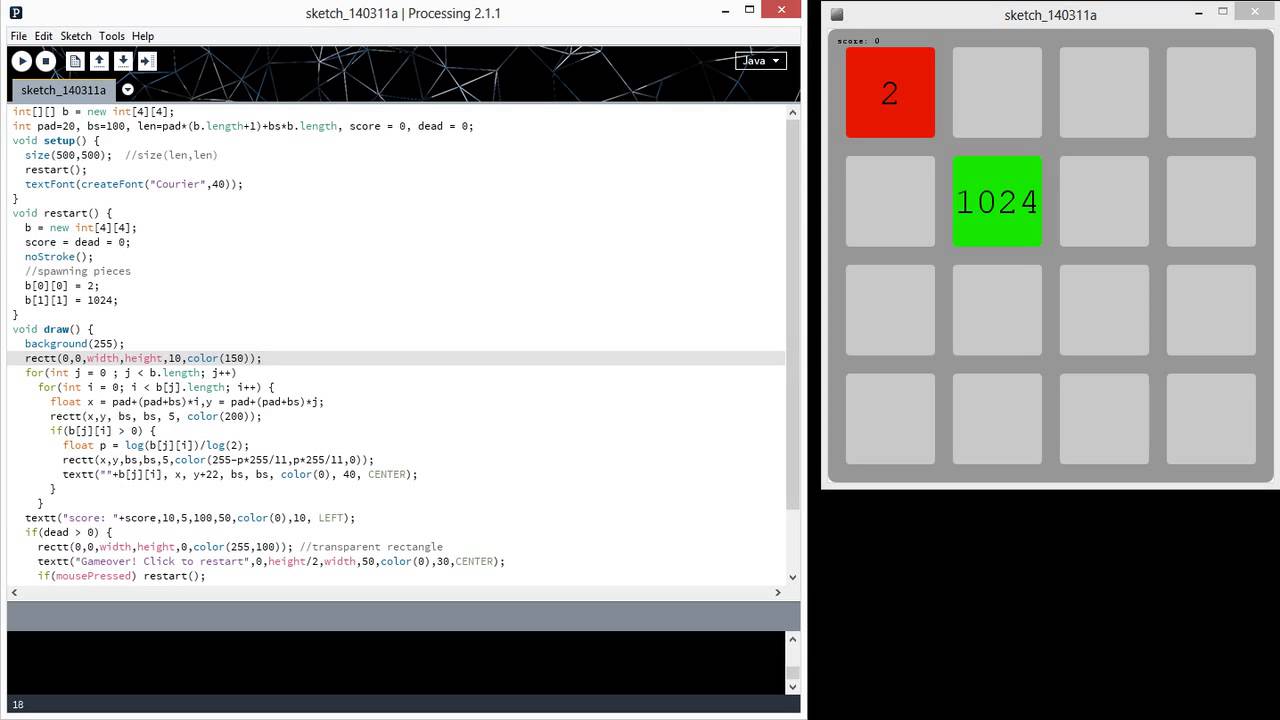 sketch_140311a | Processing 2.1.1
File Edit Sketch Tools Help
Java
sketch_140311a
int[][] b = new int[4][4];
int pad=20, bs=100, len=pad*(b.length+1)+bs*b.length, score = 0, dead = 0;
void setup() {
  size(500,500);  //size(len,len)
  restart();
  textFont(createFont("Courier",40));
}
void restart() {
  b = new int[4][4];
  score = dead = 0;
  noStroke();
  //spawning pieces
  b[0][0] = 2;
  b[1][1] = 1024;
}
void draw() {
  background(255);
  rectt(0,0,width,height,10,color(150));
  for(int j = 0 ; j < b.length; j++)
    for(int i = 0; i < b[j].length; i++) {
      float x = pad+(pad+bs)*i,y = pad+(pad+bs)*j;
      rectt(x,y, bs, bs, 5, color(200));
      if(b[j][i] > 0) {
        float p = log(b[j][i])/log(2);
        rectt(x,y,bs,bs,5,color(255-p*255/11,p*255/11,0));
        textt(""+b[j][i], x, y+22, bs, bs, color(0), 40, CENTER);
      }
    }
  textt("score: "+score,10,5,100,50,color(0),10, LEFT);
  if(dead > 0) {
    rectt(0,0,width,height,0,color(255,100)); //transparent rectangle
    textt("Gameover! Click to restart",0,height/2,width,50,color(0),30,CENTER);
    if(mousePressed) restart();
18
sketch_140311a
score: 0
2
1024